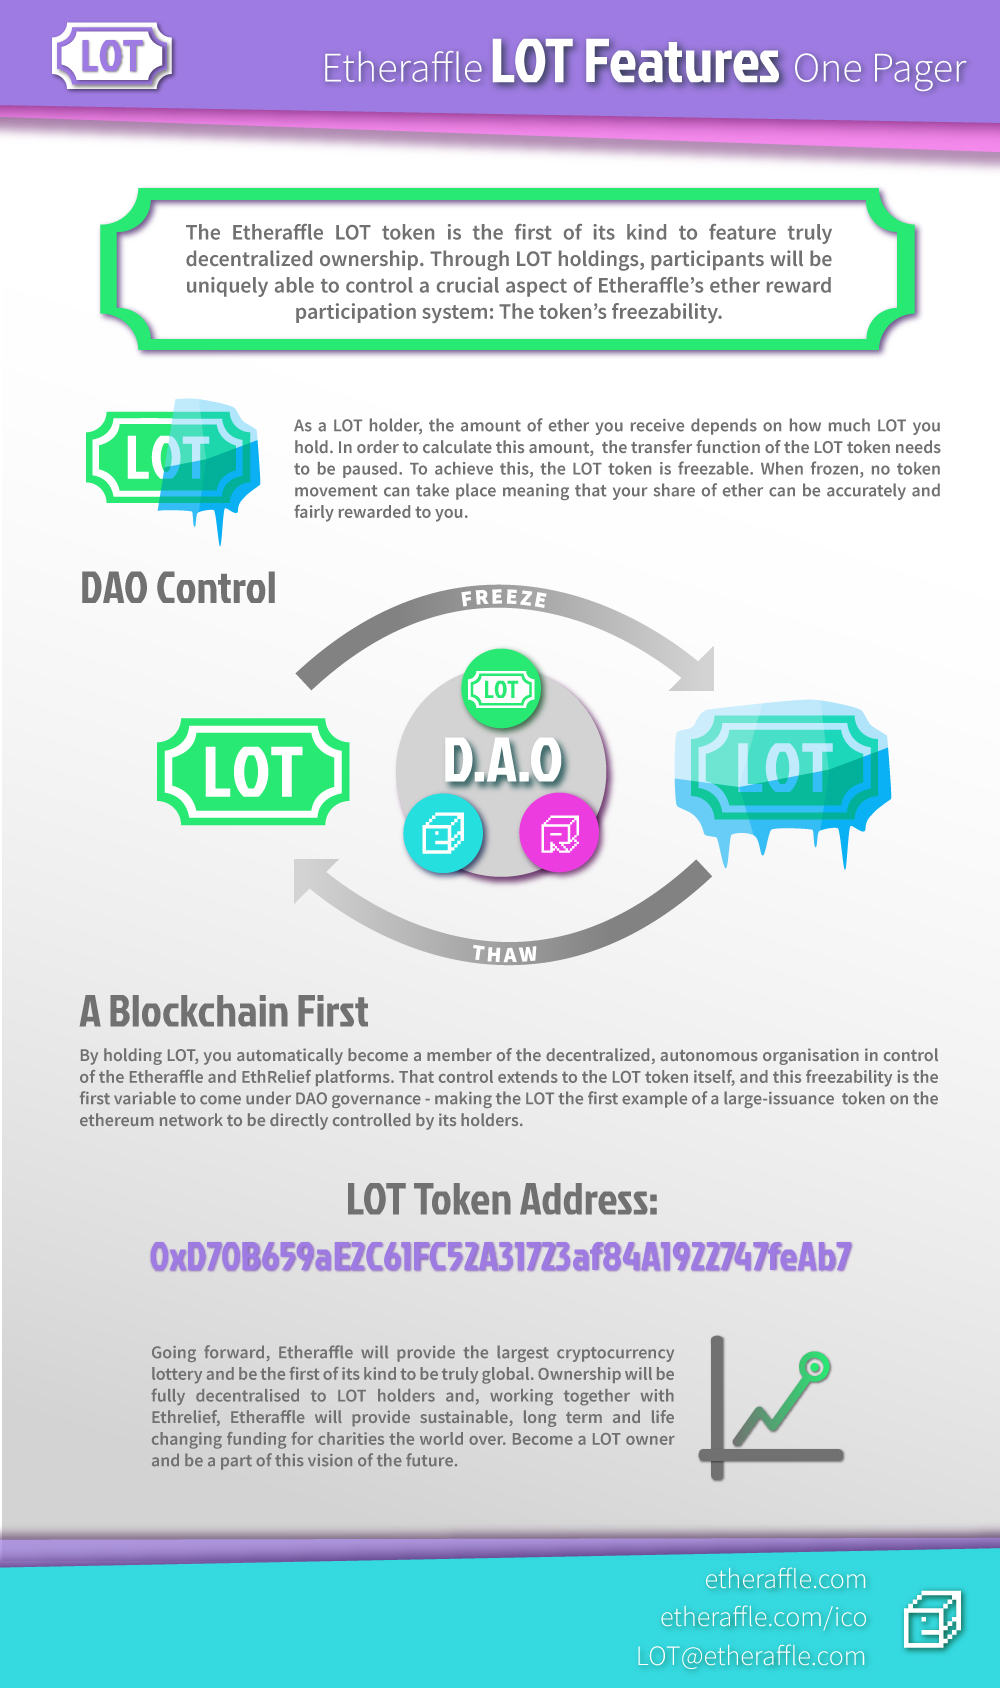 LOT
Etheraffle LOT Features One Pager
The Etheraffle LOT token is the first of its kind to feature truly
decentralized ownership. Through LOT holdings, participants will be
uniquely able to control a crucial aspect of Etheraffle's ether reward
participation system: The token's freezability.
LOT
As a LOT holder, the amount of ether you receive depends on how much LOT you
hold. In order to calculate this amount, the transfer function of the LOT token needs
to be paused. To achieve this, the LOT token is freezable. When frozen, no token
movement can take place meaning that your share of ether can be accurately and
fairly rewarded to you.
DAO Control
FREEZE
LOT
LOT
D.A.O
LOT
THAW
A Blockchain First
By holding LOT, you automatically become a member of the decentralized, autonomous organisation in control
of the Etheraffle and EthRelief platforms. That control extends to the LOT token itself, and this freezability is the
first variable to come under DAO governance - making the LOT the first example of a large-issuance token on the
ethereum network to be directly controlled by its holders.
LOT Token Address:
0xD70B659aE2C61FC52A31723af84A1922747feAb7
Going forward, Etheraffle will provide the largest cryptocurrency
lottery and be the first of its kind to be truly global. Ownership will be
fully decentralised to LOT holders and, working together with
Ethrelief, Etheraffle will provide sustainable, long term and life
changing funding for charities the world over. Become a LOT owner
and be a part of this vision of the future.
etheraffle.com
etheraffle.com/ico
LOT@etheraffle.com